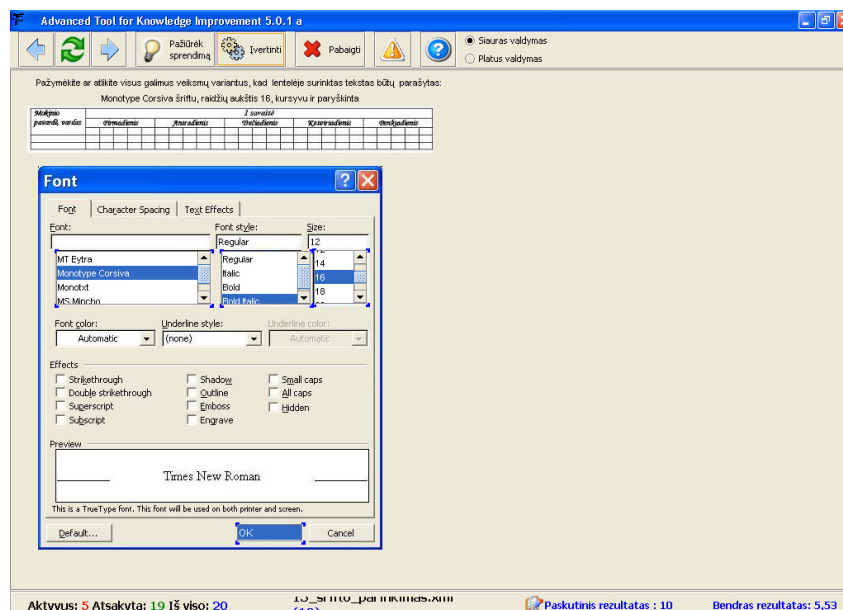 Advanced Tool for Knowledge Improvement 5.0.1 a
Pažiūrėk sprendimą
Įvertinti
Pabaigti
Siauras valdymas
Platus valdymas
Pažymėkite ar atlikite visus galimus veiksmų variantus, kad lentelėje surinktas tekstas būtų parašytas:
Monotype Corsiva šriftu, raidžių aukštis 16, kursyvu ir paryškinta
Mokinio pavardė, vardas
I savaitė
Pirmadienis Antradienis Trečiadienis Ketvirtadienis Penktadienis
Font
Font Character Spacing Text Effects
Font: Font style: Size:
Regular 12
MT Eytra Regular 14
Monotype Corsiva Italic 16
Monotxt Bold 18
MS Mincho Bold Italic
Font color: Underline style: Underline color:
Automatic (none) Automatic
Effects
Strikethrough Shadow Small caps
Double strikethrough Outline All caps
Superscript Emboss Hidden
Subscript Engrave
Preview
Times New Roman
This is a TrueType font. This font will be used on both printer and screen.
Default... OK Cancel
Aktyvus: 5 Atsakyta: 19 Iš viso: 20
Paskutinis rezultatas : 10
Bendras rezultatas: 5,53